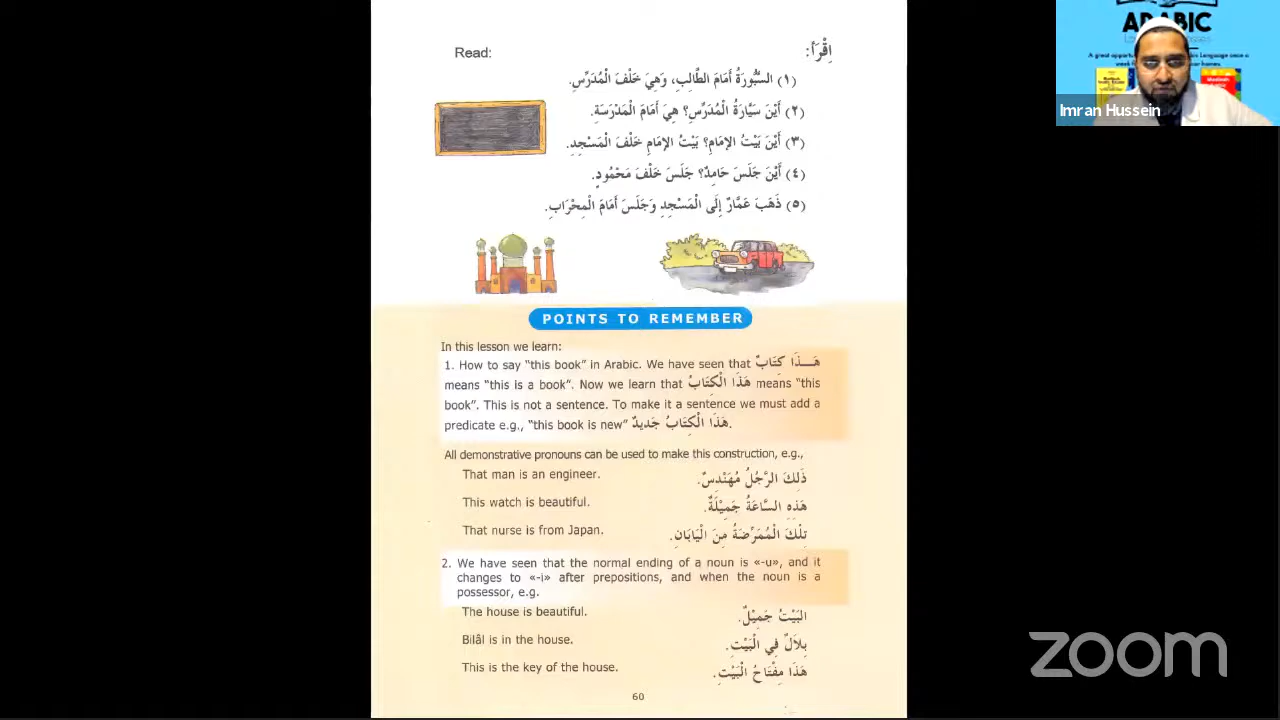 Read:
اِقْرَأْ:
(١) السَّبُّورَةُ أَمَامَ الطَّالِبِ، وَهِيَ خَلْفَ الْمُدَرِّسِ.
(٢) أَيْنَ سَيَّارَةُ الْمُدَرِّسِ؟ هِيَ أَمَامَ الْمَدْرَسَةِ.
(٣) أَيْنَ بَيْتُ الإِمَامِ؟ بَيْتُ الإِمَامِ خَلْفَ الْمَسْجِدِ.
(٤) أَيْنَ جَلَسَ حَامِدٌ؟ جَلَسَ خَلْفَ مَحْمُودٍ.
(٥) ذَهَبَ عَمَّارٌ إِلَى الْمَسْجِدِ وَجَلَسَ أَمَامَ الْمِحْرَابِ.
POINTS TO REMEMBER
In this lesson we learn:
1. How to say "this book" in Arabic. We have seen that هَـــذَا كِتَابٌ
means "this is a book". Now we learn that هَذَا الْكِتَابُ means "this
book". This is not a sentence. To make it a sentence we must add a
predicate e.g., "this book is new" هَذَا الْكِتَابُ جَدِيدٌ.
All demonstrative pronouns can be used to make this construction, e.g.,
That man is an engineer. ذَلِكَ الرَّجُلُ مُهَنْدِسٌ.
This watch is beautiful. هَذِهِ السَّاعَةُ جَمِيْلَةٌ.
That nurse is from Japan. تِلْكَ الْمُمَرِّضَةُ مِنَ الْيَابَانِ.
2. We have seen that the normal ending of a noun is «-u», and it
changes to «-i» after prepositions, and when the noun is a
possessor, e.g.
The house is beautiful. البَيْتُ جَمِيْلٌ.
Bilâl is in the house. بِلاَلٌ فِي الْبَيْتِ.
This is the key of the house. هَذَا مِفْتَاحُ الْبَيْتِ.
60
ARABIC
Imran Hussein
zoom